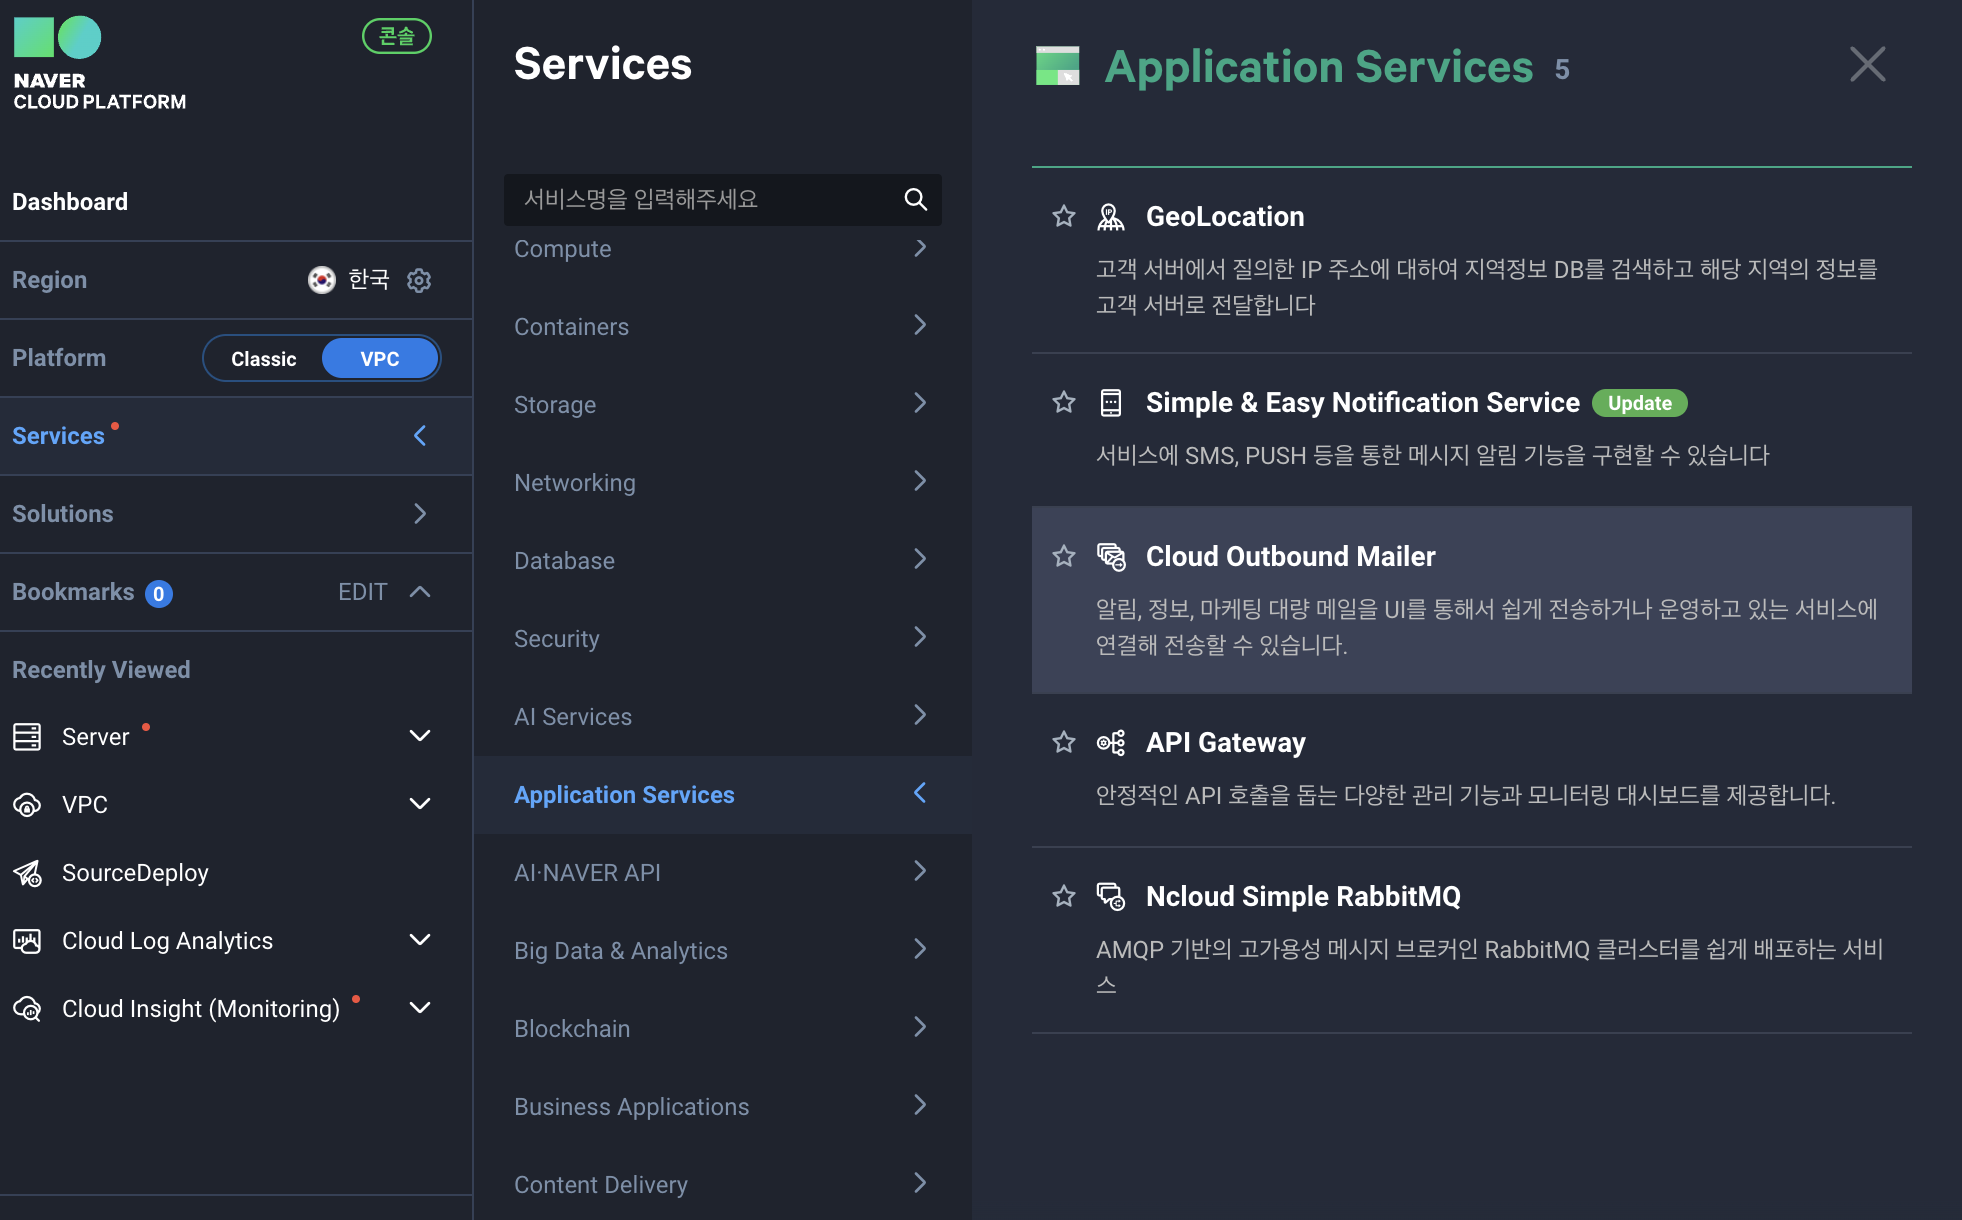 콘솔
NAVER
CLOUD PLATFORM
Dashboard
Region 한국
Platform Classic VPC
Services
Solutions
Bookmarks 0 EDIT
Recently Viewed
Server
VPC
SourceDeploy
Cloud Log Analytics
Cloud Insight (Monitoring)
Services
서비스명을 입력해주세요
Compute
Containers
Storage
Networking
Database
Security
AI Services
Application Services
AI·NAVER API
Big Data & Analytics
Blockchain
Business Applications
Content Delivery
Application Services 5
GeoLocation
고객 서버에서 질의한 IP 주소에 대하여 지역정보 DB를 검색하고 해당 지역의 정보를
고객 서버로 전달합니다
Simple & Easy Notification Service Update
서비스에 SMS, PUSH 등을 통한 메시지 알림 기능을 구현할 수 있습니다
Cloud Outbound Mailer
알림, 정보, 마케팅 대량 메일을 UI를 통해서 쉽게 전송하거나 운영하고 있는 서비스에
연결해 전송할 수 있습니다.
API Gateway
안정적인 API 호출을 돕는 다양한 관리 기능과 모니터링 대시보드를 제공합니다.
Ncloud Simple RabbitMQ
AMQP 기반의 고가용성 메시지 브로커인 RabbitMQ 클러스터를 쉽게 배포하는 서비
스